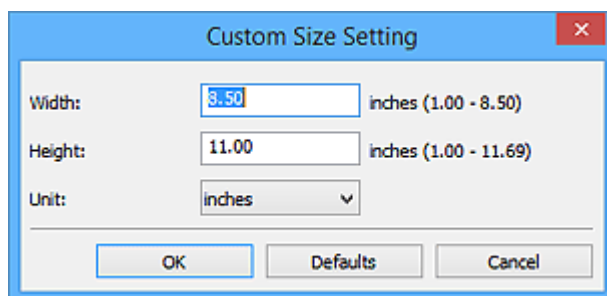 Custom Size Setting
Width: 8.50 inches (1.00 - 8.50)
Height: 11.00 inches (1.00 - 11.69)
Unit: inches
OK Defaults Cancel